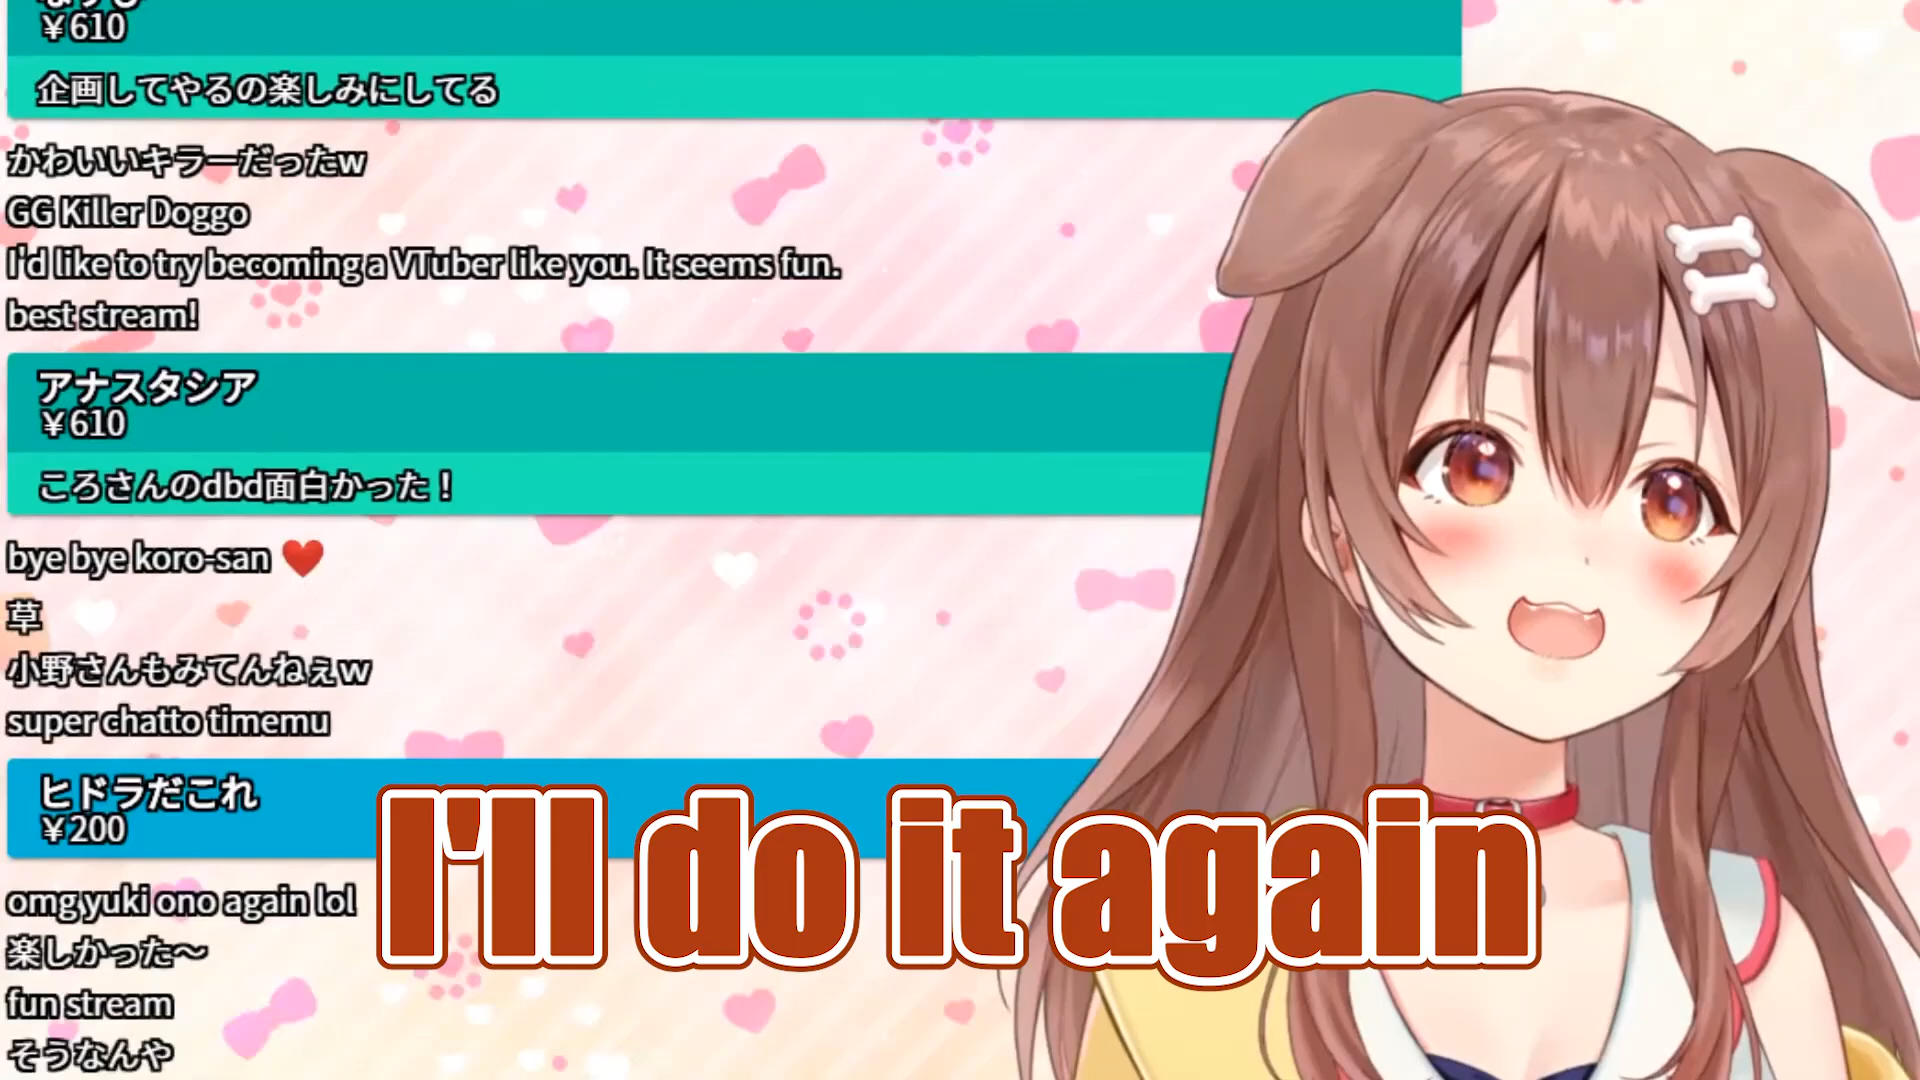 ¥610
企画してやるの楽しみにしてる
かわいいキラーだったw
GG Killer Doggo
I'd like to try becoming a VTuber like you. It seems fun.
best stream!
アナスタシア
¥610
ころさんのdbd面白かった！
bye bye koro-san ❤️
草
小野さんもみてんねぇw
super chatto timemu
ヒドラだこれ
¥200
I'll do it again
omg yuki ono again lol
楽しかった〜
fun stream
そうなんや